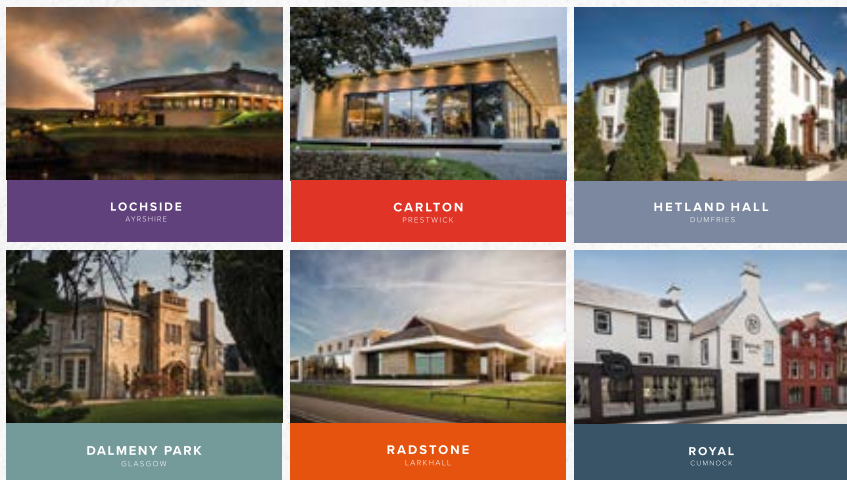 LOCHSIDE
AYRSHIRE
CARLTON
PRESTWICK
HETLAND HALL
DUMFRIES
DALMENY PARK
GLASGOW
RADSTONE
LARKHALL
ROYAL
CUMNOCK